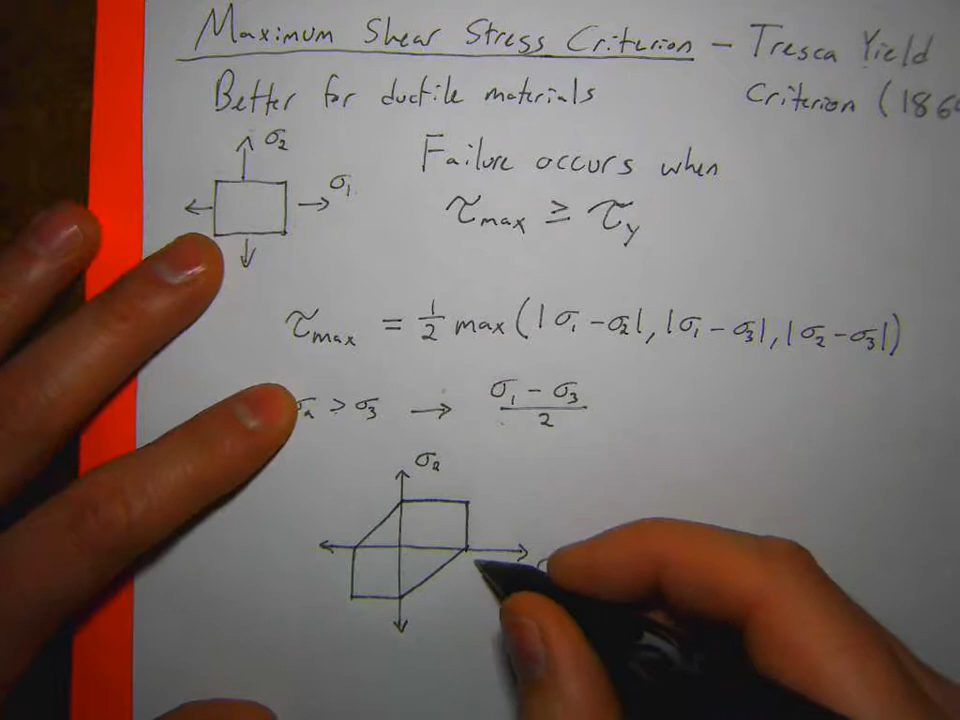 Maximum Shear Stress Criterion – Tresca Yield
Criterion (186
Better for ductile materials
σ₂
σ₁
Failure occurs when
τmax ≥ τy
τmax = 1/2 max(|σ₁ - σ₂|, |σ₁ - σ₃|, |σ₂ - σ₃|)
> σ₃ → (σ₁ - σ₃)/2
σ₂